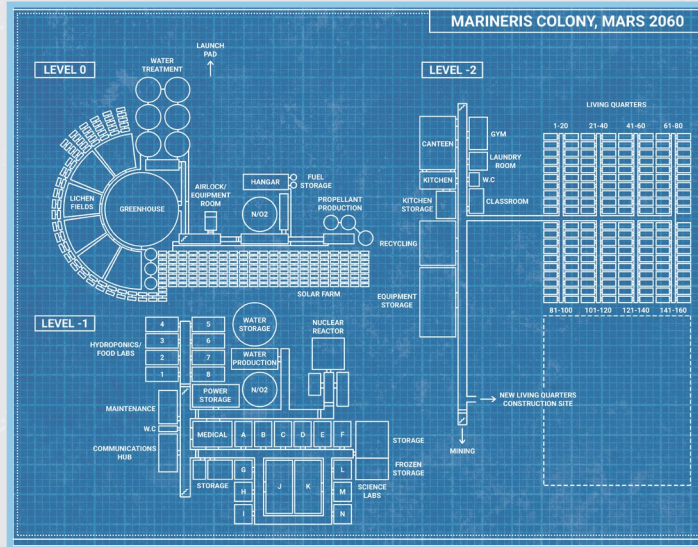 MARINERIS COLONY, MARS 2060
LEVEL 0
WATER
TREATMENT
LAUNCH
PAD
LICHEN
FIELDS
GREENHOUSE
AIRLOCK/
EQUIPMENT
ROOM
HANGAR
FUEL
STORAGE
N/O2
PROPELLANT
PRODUCTION
SOLAR FARM
LEVEL -1
HYDROPONICS/
FOOD LABS
4
3
2
1
5
6
7
8
WATER
STORAGE
WATER
PRODUCTION
NUCLEAR
REACTOR
POWER
STORAGE
N/O2
MAINTENANCE
W.C
COMMUNICATIONS
HUB
MEDICAL
A
B
C
D
E
F
STORAGE
STORAGE
G
H
I
J
K
L
M
N
FROZEN
STORAGE
SCIENCE
LABS
LEVEL -2
CANTEEN
KITCHEN
KITCHEN
STORAGE
RECYCLING
EQUIPMENT
STORAGE
GYM
LAUNDRY
ROOM
W.C
CLASSROOM
LIVING QUARTERS
1-20
21-40
41-60
61-80
81-100
101-120
121-140
141-160
NEW LIVING QUARTERS
CONSTRUCTION SITE
MINING